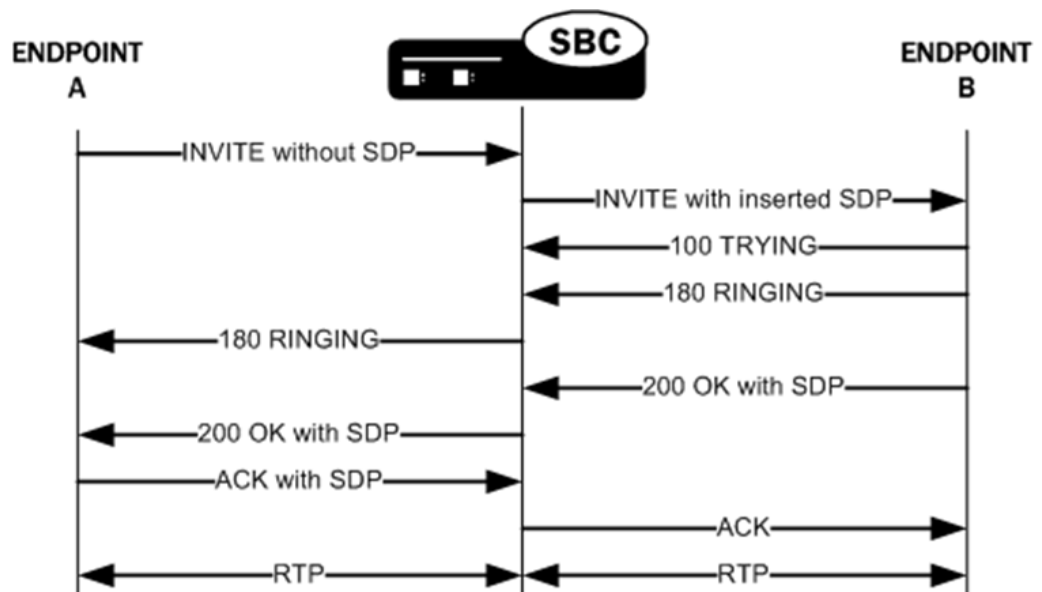 SBC
ENDPOINT
A
ENDPOINT
B
INVITE without SDP
INVITE with inserted SDP
100 TRYING
180 RINGING
180 RINGING
200 OK with SDP
200 OK with SDP
ACK with SDP
ACK
RTP
RTP